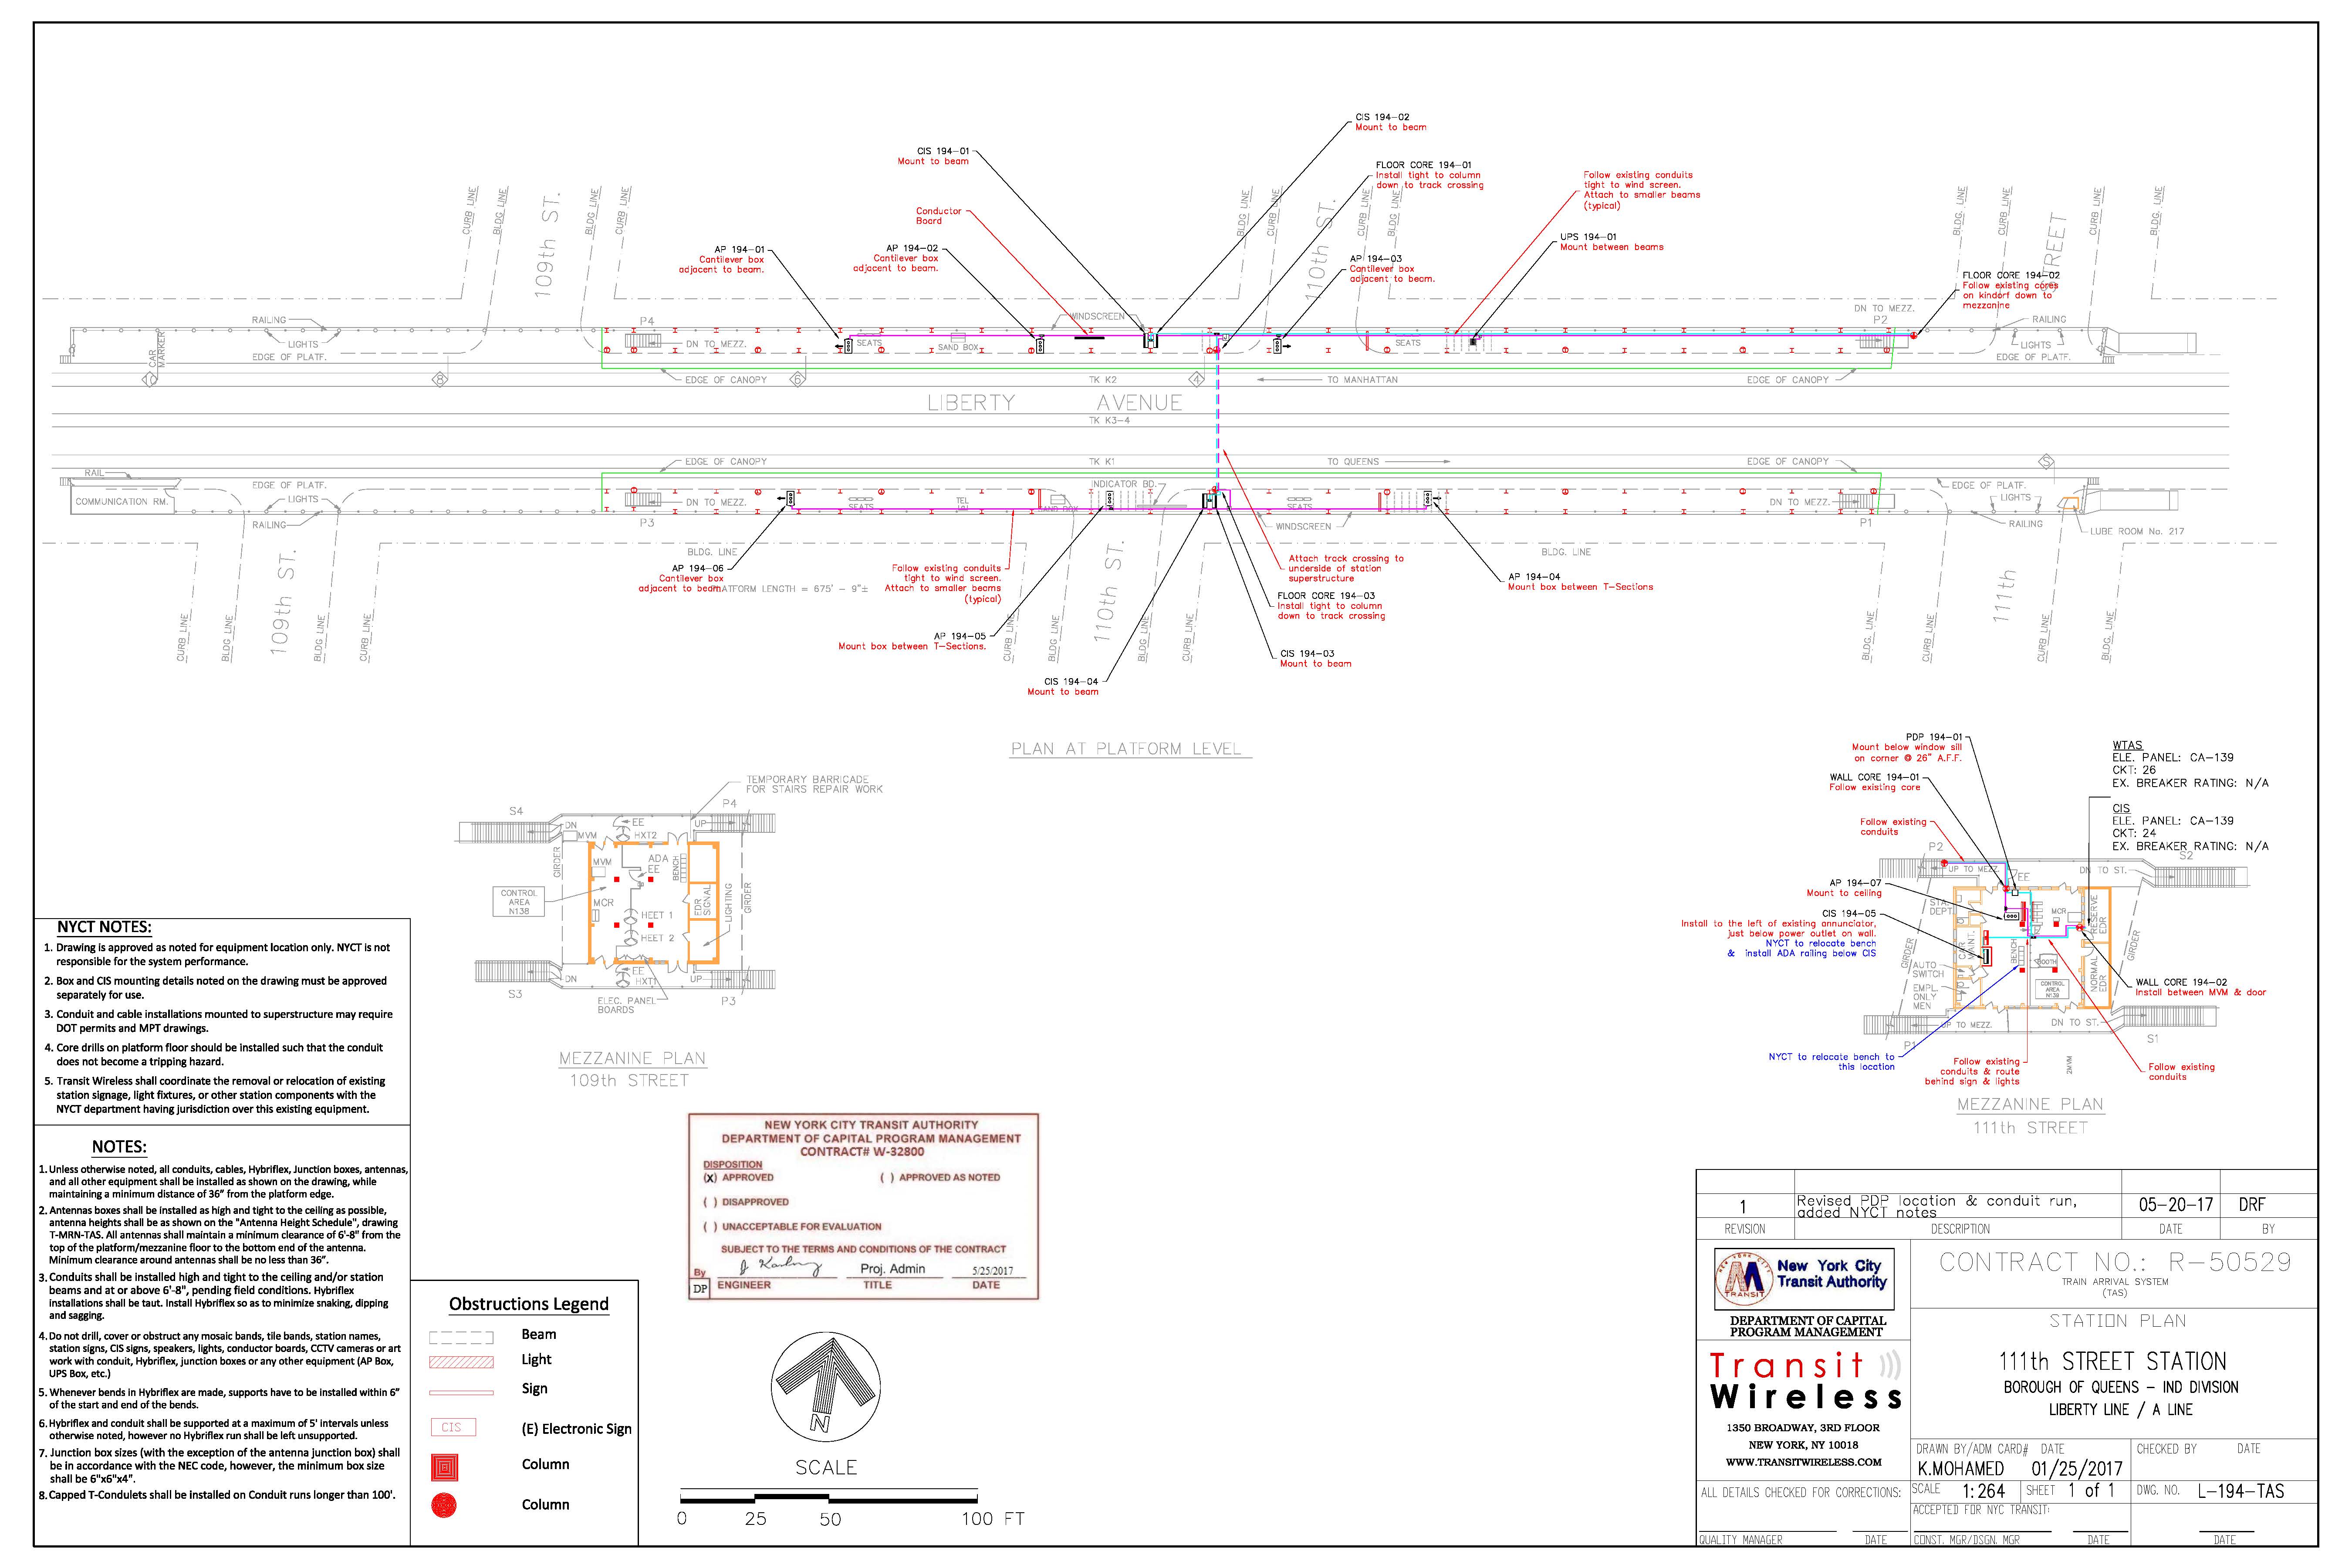 CIS 194-02
Mount to beam
CIS 194-01
Mount to beam
FLOOR CORE 194-01
Install tight to column
down to track crossing
Follow existing conduits
tight to wind screen.
Attach to smaller beams
(typical)
Conductor
Board
UPS 194-01
Mount between beams
AP 194-01
Cantilever box
adjacent to beam.
AP 194-02
Cantilever box
adjacent to beam.
AP 194-03
Cantilever box
adjacent to beam.
FLOOR CORE 194-02
Follow existing cores
on kindorf down to
mezzanine
CURB LINE
BLDG LINE
109th ST.
BLDG LINE
CURB LINE
BLDG LINE
CURB LINE
110th ST.
CURB LINE
BLDG LINE
BLDG LINE
CURB LINE
STREET
CURB LINE
BLDG. LINE
RAILING
LIGHTS
EDGE OF PLATF.
CAR
MARKER
P4
DN TO MEZZ.
SEATS
SAND BOX
WINDSCREEN
SEATS
DN TO MEZZ.
P2
RAILING
LIGHTS
EDGE OF PLATF.
10
8
6
4
EDGE OF CANOPY
TK K2
TO MANHATTAN
EDGE OF CANOPY
LIBERTY AVENUE
TK K3-4
RAIL
EDGE OF CANOPY
TK K1
TO QUEENS
EDGE OF CANOPY
5
COMMUNICATION RM.
EDGE OF PLATF.
LIGHTS
RAILING
DN TO MEZZ.
P3
SEATS
TEL
SAND BOX
INDICATOR BD.
SEATS
WINDSCREEN
DN TO MEZZ.
P1
EDGE OF PLATF.
LIGHTS
RAILING
LUBE ROOM No. 217
BLDG. LINE
BLDG. LINE
AP 194-06
Cantilever box
adjacent to beam.
PLATFORM LENGTH = 675' - 9"±
Follow existing conduits
tight to wind screen.
Attach to smaller beams
(typical)
Attach track crossing to
underside of station
superstructure
FLOOR CORE 194-03
Install tight to column
down to track crossing
AP 194-04
Mount box between T-Sections
AP 194-05
Mount box between T-Sections.
CIS 194-03
Mount to beam
CIS 194-04
Mount to beam
CURB LINE
BLDG LINE
109th ST.
BLDG LINE
CURB LINE
CURB LINE
BLDG LINE
110th ST.
BLDG LINE
CURB LINE
BLDG. LINE
CURB LINE
111th
CURB LINE
BLDG. LINE
PLAN AT PLATFORM LEVEL
TEMPORARY BARRICADE
FOR STAIRS REPAIR WORK
S4
P4
DN
MVM
EE
HXT2
UP
GIRDER
MVM
ADA
EE
BENCH
CONTROL
AREA
N138
MCR
HEET 1
HEET 2
EDR
SIGNAL
LIGHTING
GIRDER
DN
EE
HXT1
UP
S3
P3
ELEC. PANEL
BOARDS
MEZZANINE PLAN
109th STREET
PDP 194-01
Mount below window sill
on corner @ 26" A.F.F.
WALL CORE 194-01
Follow existing core
Follow existing
conduits
WTAS
ELE. PANEL: CA-139
CKT: 26
EX. BREAKER RATING: N/A
CIS
ELE. PANEL: CA-139
CKT: 24
EX. BREAKER RATING: N/A
P2
S2
UP TO MEZZ.
EE
DN TO ST.
AP 194-07
Mount to ceiling
CIS 194-05
Install to the left of existing annunciator,
just below power outlet on wall.
NYCT to relocate bench
& install ADA railing below CIS
STA.
DEPT.
MCR
RESERVE
EDR
CAR
MAINT.
BENCH
BOOTH
GIRDER
GIRDER
AUTO
SWITCH
EMPL.
ONLY
MEN
CONTROL
AREA
N138
NORMAL
EDR
WALL CORE 194-02
Install between MVM & door
UP TO MEZZ.
DN TO ST.
P1
S1
NYCT to relocate bench to
this location
Follow existing
conduits & route
behind sign & lights
2MVM
Follow existing
conduits
MEZZANINE PLAN
111th STREET
NYCT NOTES:
1. Drawing is approved as noted for equipment location only. NYCT is not
responsible for the system performance.
2. Box and CIS mounting details noted on the drawing must be approved
separately for use.
3. Conduit and cable installations mounted to superstructure may require
DOT permits and MPT drawings.
4. Core drills on platform floor should be installed such that the conduit
does not become a tripping hazard.
5. Transit Wireless shall coordinate the removal or relocation of existing
station signage, light fixtures, or other station components with the
NYCT department having jurisdiction over this existing equipment.
NOTES:
1. Unless otherwise noted, all conduits, cables, Hybriflex, Junction boxes, antennas,
and all other equipment shall be installed as shown on the drawing, while
maintaining a minimum distance of 36” from the platform edge.
2. Antennas boxes shall be installed as high and tight to the ceiling as possible,
antenna heights shall be as shown on the "Antenna Height Schedule", drawing
T-MRN-TAS. All antennas shall maintain a minimum clearance of 6'-8" from the
top of the platform/mezzanine floor to the bottom end of the antenna.
Minimum clearance around antennas shall be no less than 36”.
3. Conduits shall be installed high and tight to the ceiling and/or station
beams and at or above 6'-8", pending field conditions. Hybriflex
installations shall be taut. Install Hybriflex so as to minimize snaking, dipping
and sagging.
4. Do not drill, cover or obstruct any mosaic bands, tile bands, station names,
station signs, CIS signs, speakers, lights, conductor boards, CCTV cameras or art
work with conduit, Hybriflex, junction boxes or any other equipment (AP Box,
UPS Box, etc.)
5. Whenever bends in Hybriflex are made, supports have to be installed within 6”
of the start and end of the bends.
6. Hybriflex and conduit shall be supported at a maximum of 5' intervals unless
otherwise noted, however no Hybriflex run shall be left unsupported.
7. Junction box sizes (with the exception of the antenna junction box) shall
be in accordance with the NEC code, however, the minimum box size
shall be 6"x6"x4”.
8. Capped T-Condulets shall be installed on Conduit runs longer than 100'.
Obstructions Legend
Beam
Light
Sign
CIS
(E) Electronic Sign
Column
Column
NEW YORK CITY TRANSIT AUTHORITY
DEPARTMENT OF CAPITAL PROGRAM MANAGEMENT
CONTRACT# W-32800
DISPOSITION
(X) APPROVED
( ) APPROVED AS NOTED
( ) DISAPPROVED
( ) UNACCEPTABLE FOR EVALUATION
SUBJECT TO THE TERMS AND CONDITIONS OF THE CONTRACT
By Proj. Admin 5/25/2017
DP ENGINEER TITLE DATE
N
SCALE
0 25 50 100 FT
1 Revised PDP location & conduit run,
added NYCT notes 05-20-17 DRF
REVISION DESCRIPTION DATE BY
TRANSIT
New York City
Transit Authority
DEPARTMENT OF CAPITAL
PROGRAM MANAGEMENT
Transit
Wireless
1350 BROADWAY, 3RD FLOOR
NEW YORK, NY 10018
WWW.TRANSITWIRELESS.COM
CONTRACT NO.: R-50529
TRAIN ARRIVAL SYSTEM
(TAS)
STATION PLAN
111th STREET STATION
BOROUGH OF QUEENS - IND DIVISION
LIBERTY LINE / A LINE
DRAWN BY/ADM CARD# DATE
K.MOHAMED 01/25/2017
CHECKED BY DATE
ALL DETAILS CHECKED FOR CORRECTIONS:
SCALE 1:264
SHEET 1 of 1
DWG. NO. L-194-TAS
ACCEPTED FOR NYC TRANSIT:
QUALITY MANAGER DATE
CONST. MGR/DSGN. MGR DATE
DATE